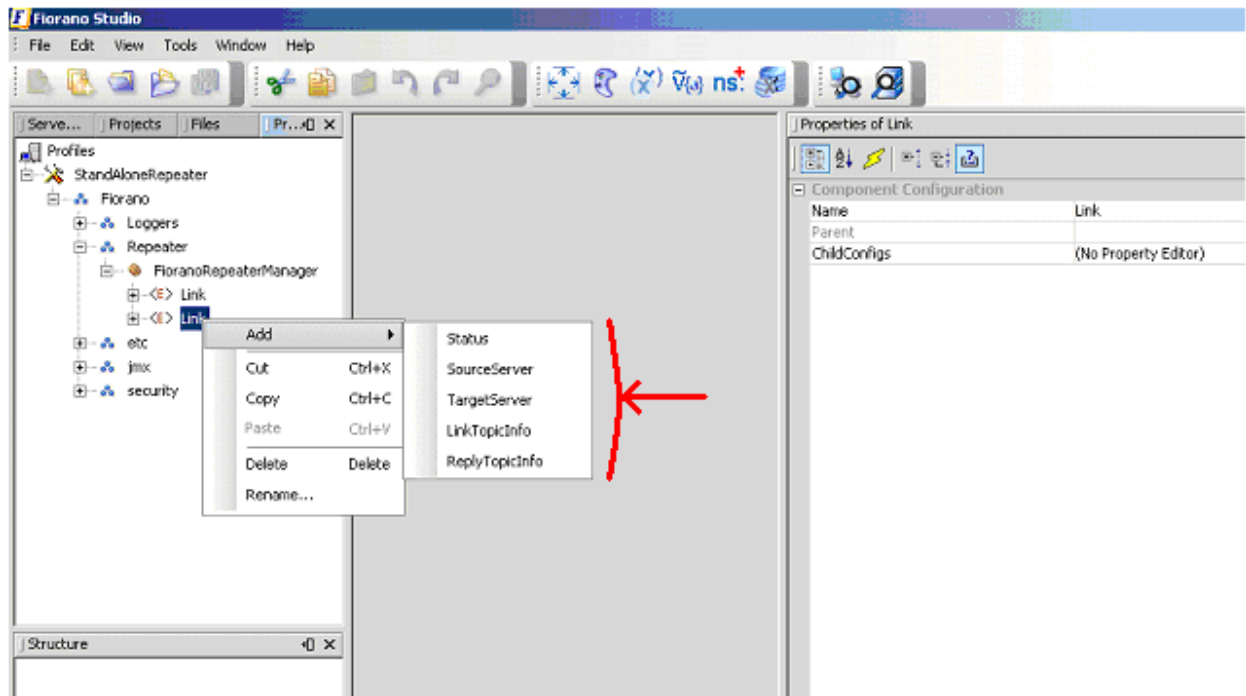 Fiorano Studio
File Edit View Tools Window Help
ns:
Serve... Projects Files Pr...
Properties of Link
Profiles
StandAloneRepeater
Fiorano
Loggers
Repeater
FioranoRepeaterManager
<E> Link
<E> Link
etc
jmx
security
Add
Cut Ctrl+X
Copy Ctrl+C
Paste Ctrl+V
Delete Delete
Rename...
Status
SourceServer
TargetServer
LinkTopicInfo
ReplyTopicInfo
Component Configuration
Name Link
Parent
ChildConfigs (No Property Editor)
Structure